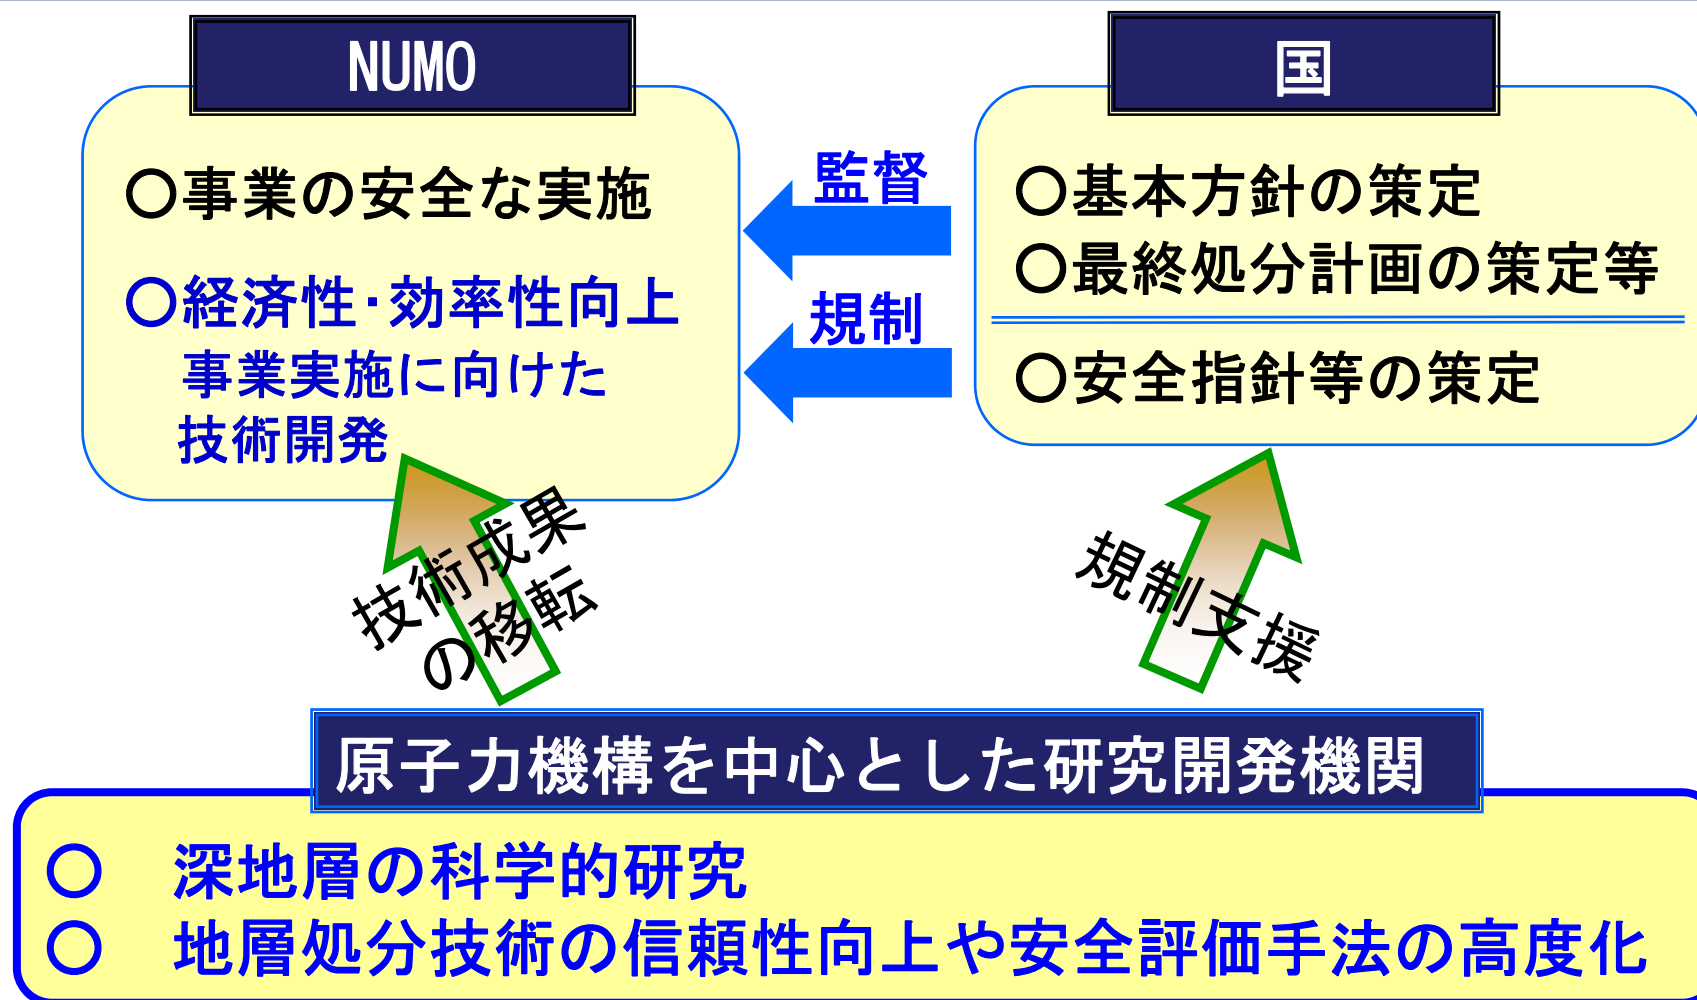 NUMO
〇事業の安全な実施
〇経済性・効率性向上
事業実施に向けた
技術開発
監督
規制
国
〇基本方針の策定
〇最終処分計画の策定等
〇安全指針等の策定
技術成果
の移転
規制支援
原子力機構を中心とした研究開発機関
〇 深地層の科学的研究
〇 地層処分技術の信頼性向上や安全評価手法の高度化